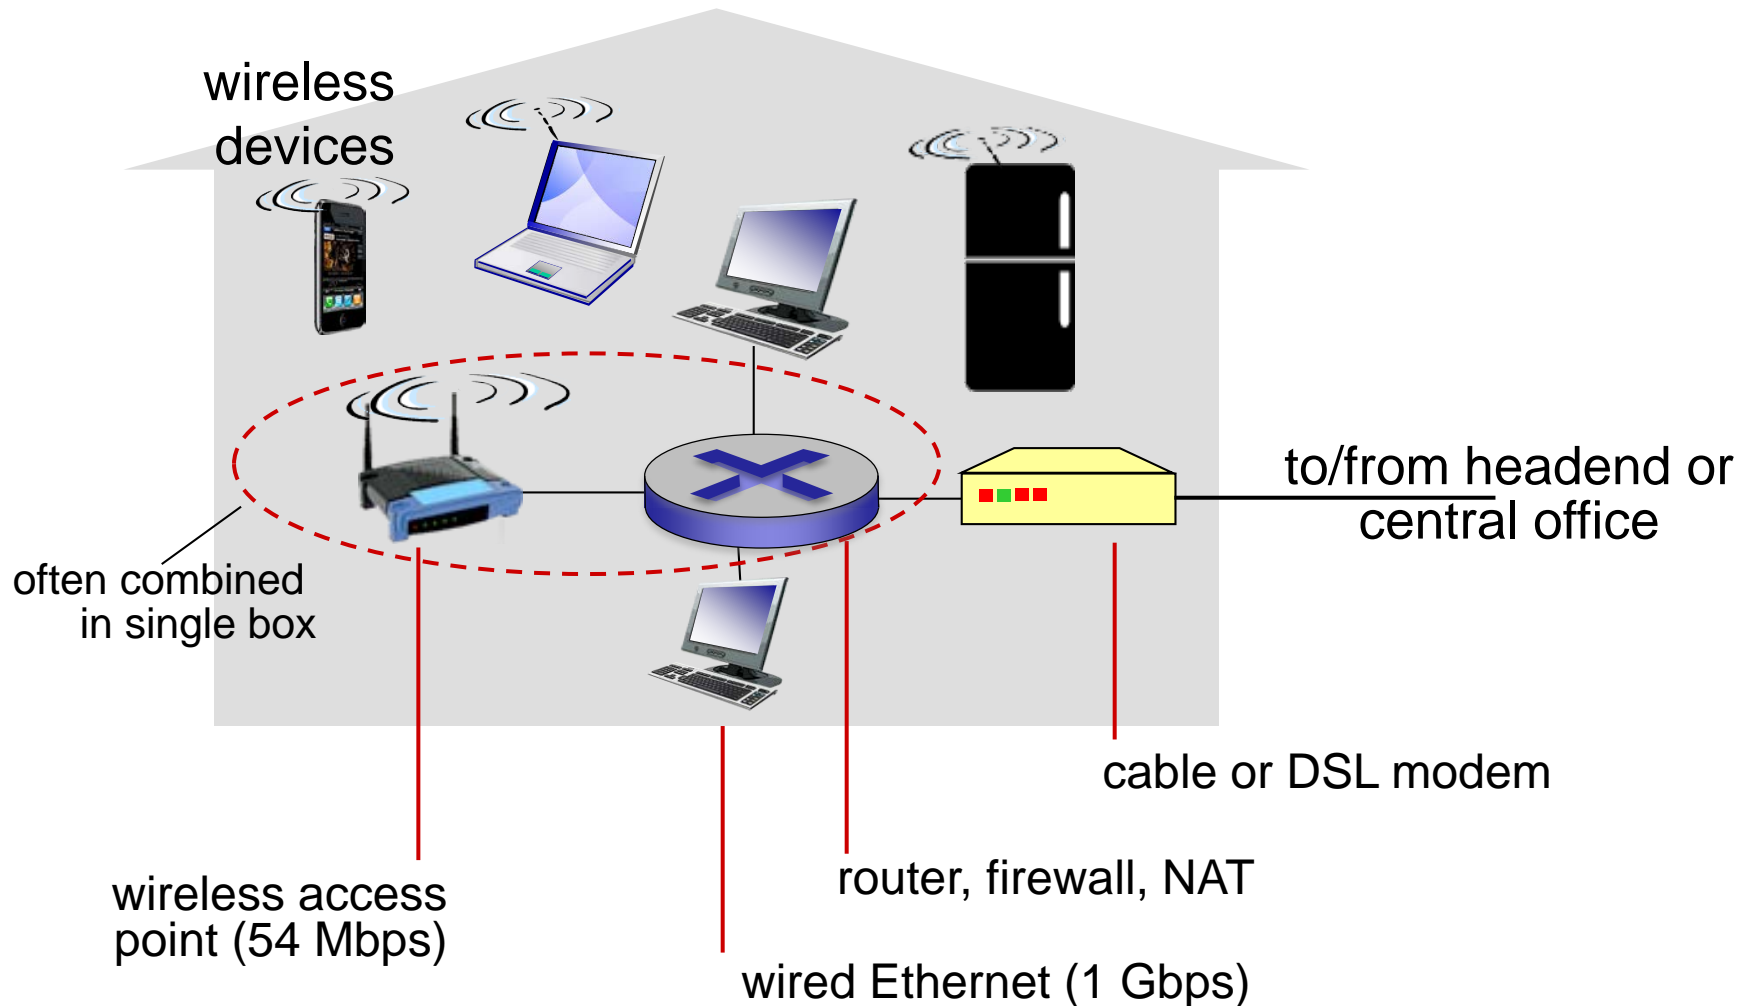 wireless
devices
to/from headend or
central office
often combined
in single box
cable or DSL modem
router, firewall, NAT
wireless access
point (54 Mbps)
wired Ethernet (1 Gbps)